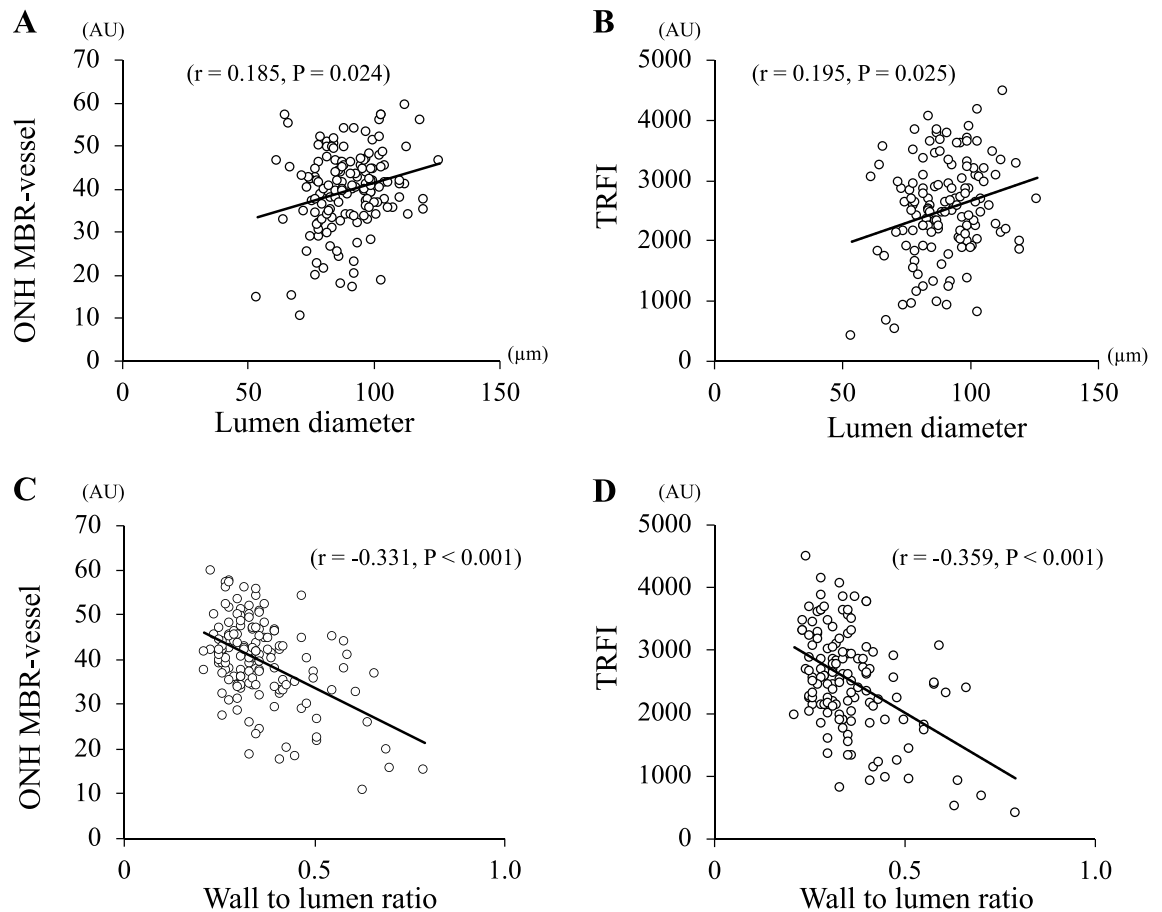 A
(AU)
(r = 0.185, P = 0.024)
70
60
50
40
30
20
10
0
ONH MBR-vessel
0
50
100
150
(µm)
Lumen diameter
B
(AU)
(r = 0.195, P = 0.025)
5000
4000
3000
2000
1000
0
TRFI
0
50
100
150
(µm)
Lumen diameter
C
(AU)
(r = -0.331, P < 0.001)
70
60
50
40
30
20
10
0
ONH MBR-vessel
0
0.5
1.0
Wall to lumen ratio
D
(AU)
(r = -0.359, P < 0.001)
5000
4000
3000
2000
1000
0
TRFI
0
0.5
1.0
Wall to lumen ratio